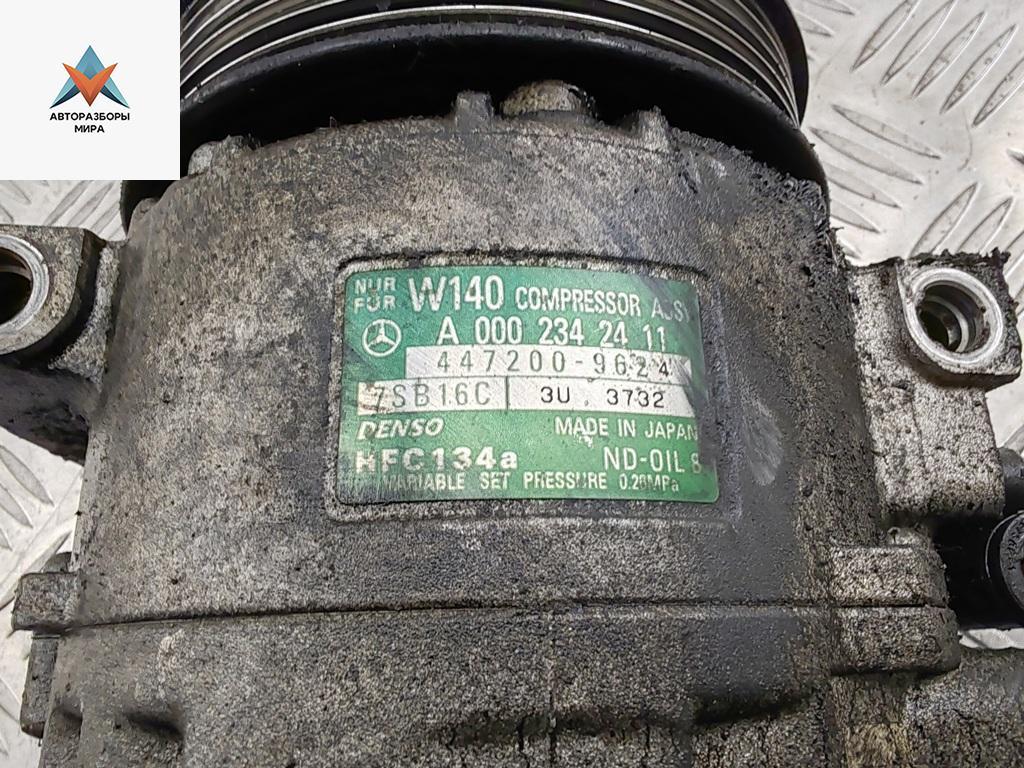 АВТОРАЗБОРЫ
МИРА
NUR
FÜR W140 COMPRESSOR ASSY
A 000 234 24 11
447200-9624
7SB16C 3U 3732
DENSO MADE IN JAPAN
HFC134a ND-OIL 8
VARIABLE SET PRESSURE 0.20MPa